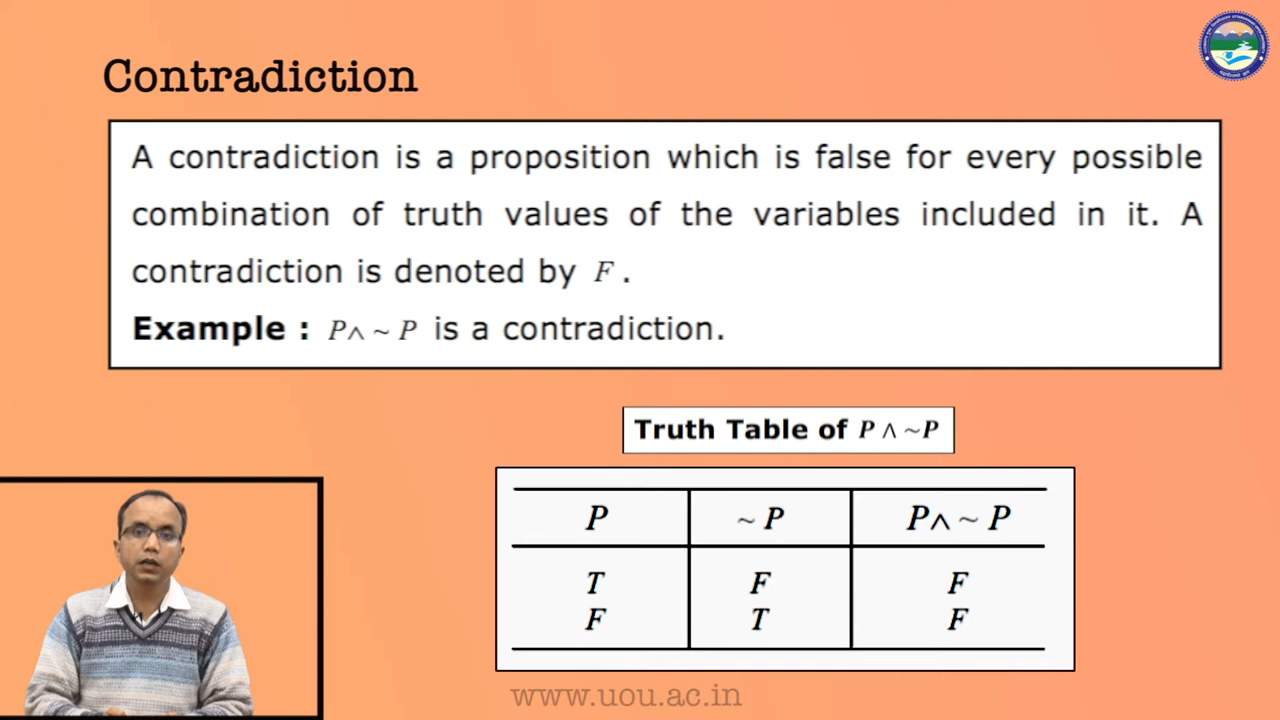 Contradiction
A contradiction is a proposition which is false for every possible
combination of truth values of the variables included in it. A
contradiction is denoted by F .
Example : P∧ ~ P is a contradiction.
Truth Table of P ∧ ~P
P ~ P P∧ ~ P
T F F
F T F
www.uou.ac.in